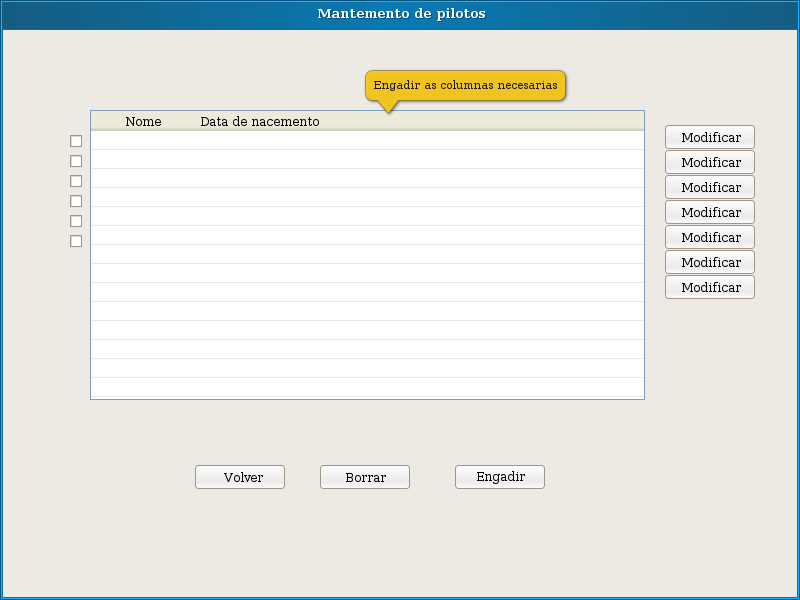 Mantemento de pilotos
Engadir as columnas necesarias
Nome Data de nacemento
Modificar
Modificar
Modificar
Modificar
Modificar
Modificar
Modificar
Volver Borrar Engadir